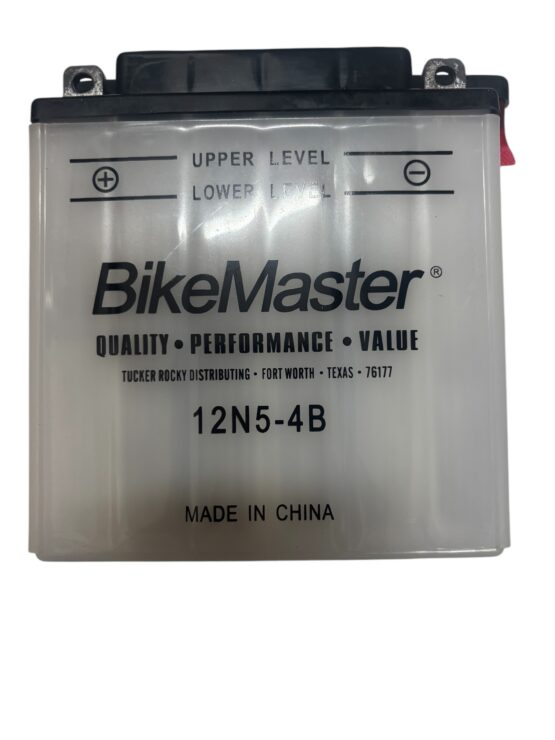 UPPER LEVEL
+ -
LOWER LEVEL
BikeMaster®
QUALITY • PERFORMANCE • VALUE
TUCKER ROCKY DISTRIBUTING • FORT WORTH • TEXAS • 76177
12N5-4B
MADE IN CHINA